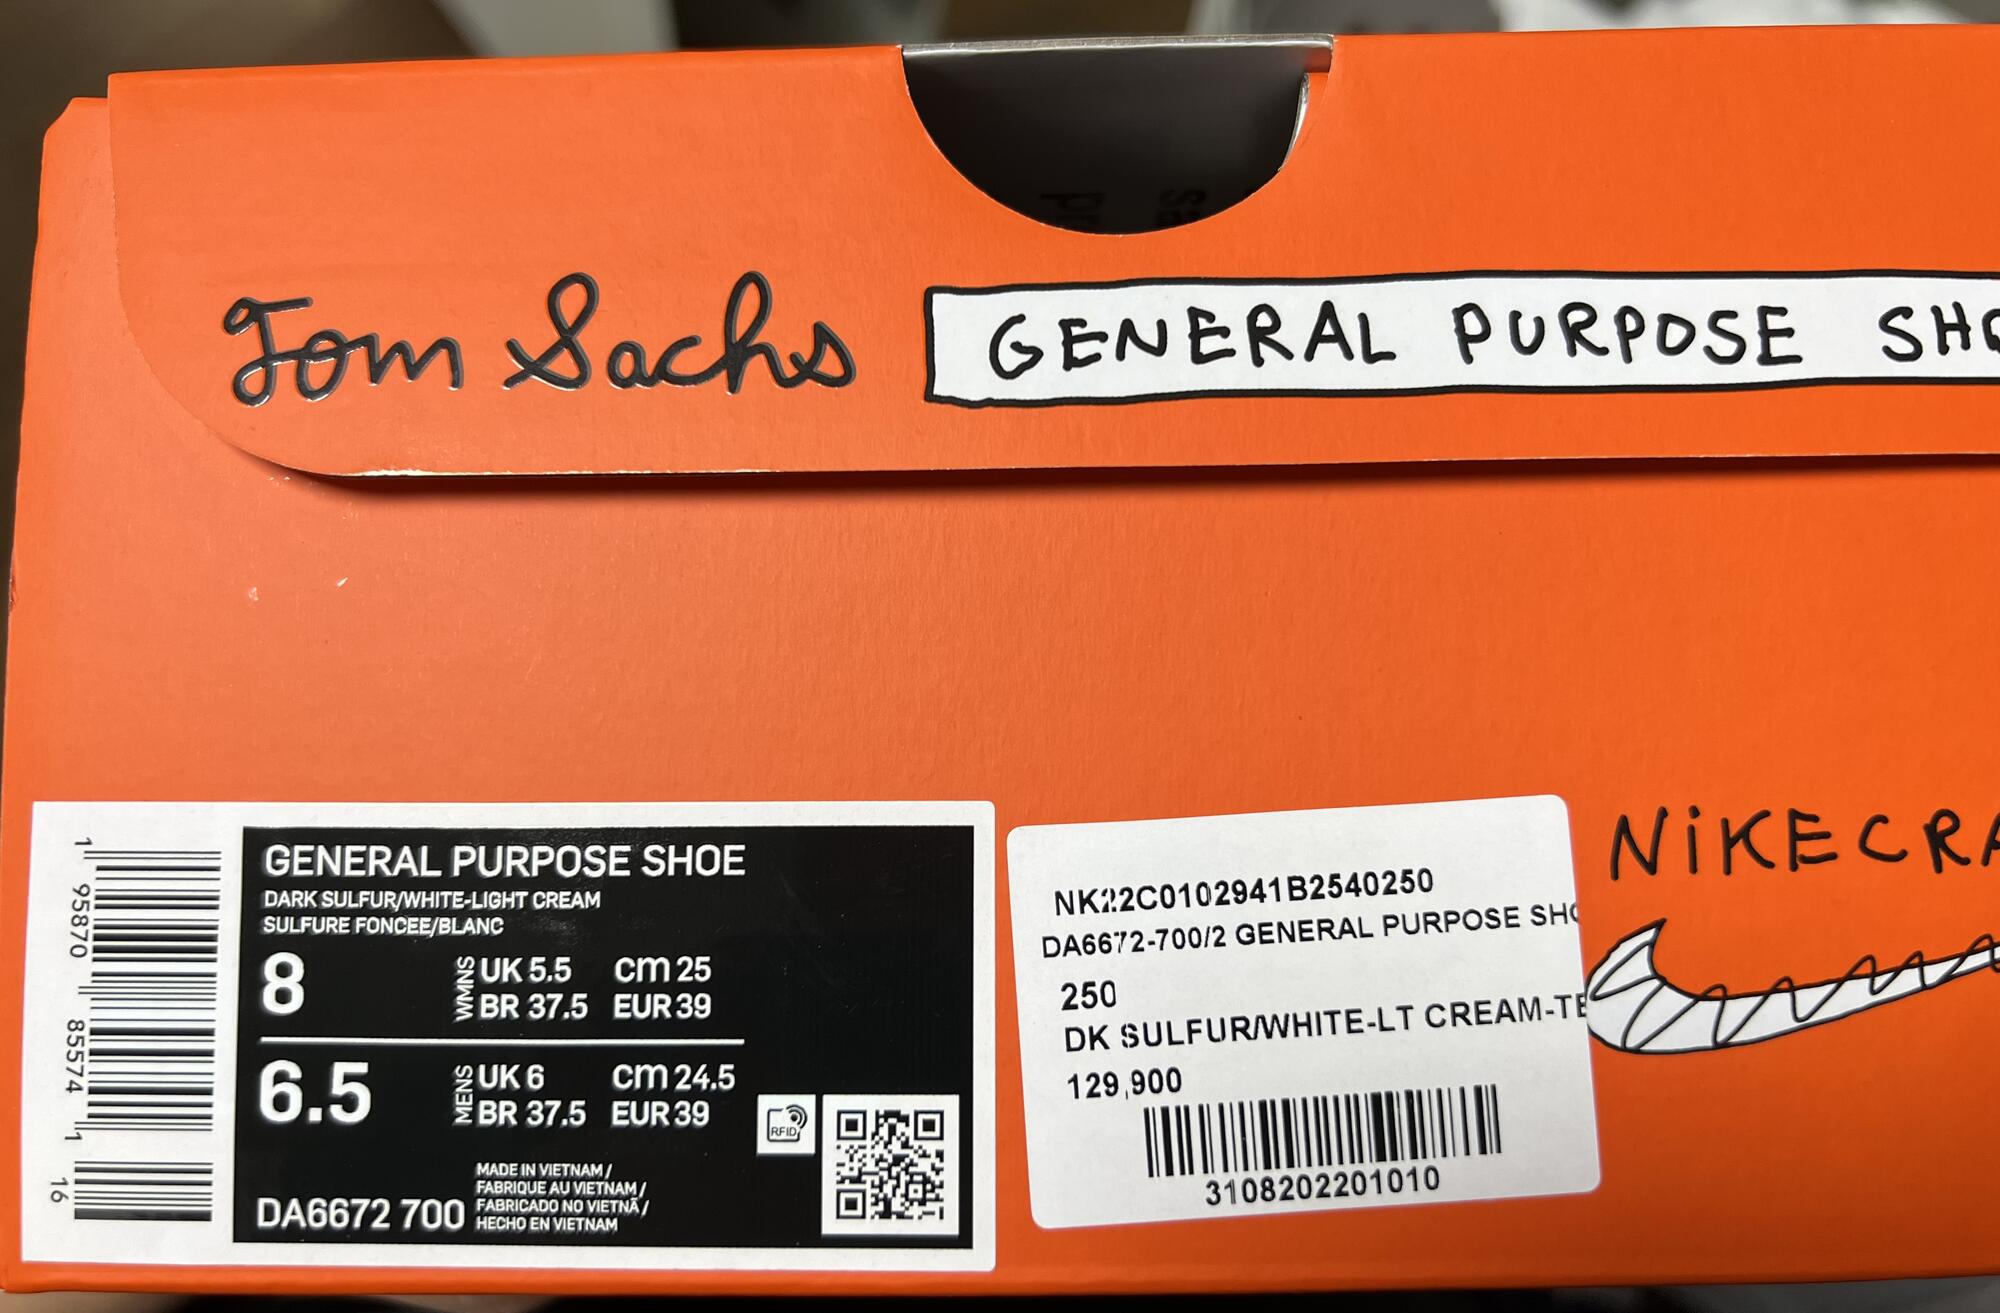 Tom Sachs
GENERAL PURPOSE SHO
NiKECRA
1 95870 85574 1 16
GENERAL PURPOSE SHOE
DARK SULFUR/WHITE-LIGHT CREAM
SULFURE FONCEE/BLANC
8 WMNS UK 5.5 cm 25
BR 37.5 EUR 39
6.5 MENS UK 6 cm 24.5
BR 37.5 EUR 39
RFID
DA6672 700
MADE IN VIETNAM /
FABRIQUE AU VIETNAM /
FABRICADO NO VIETNÃ /
HECHO EN VIETNAM
NK22C0102941B2540250
DA6672-700/2 GENERAL PURPOSE SHO
250
DK SULFUR/WHITE-LT CREAM-TE
129,900
3108202201010